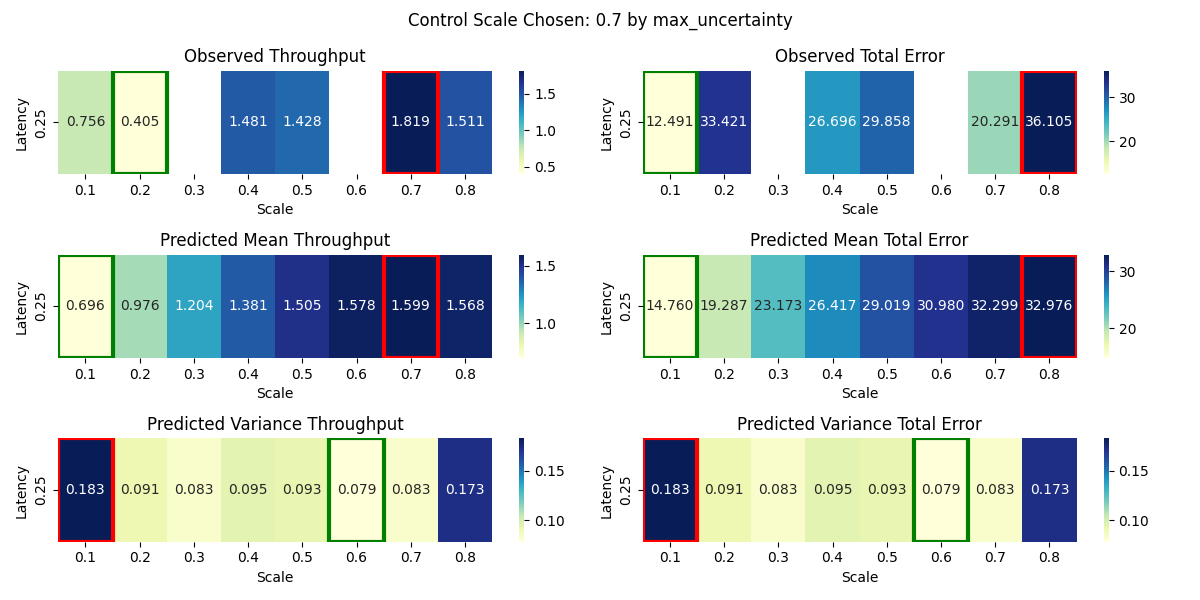 Control Scale Chosen: 0.7 by max_uncertainty
Observed Throughput
Latency
0.25
0.756 0.405 1.481 1.428 1.819 1.511
0.1 0.2 0.3 0.4 0.5 0.6 0.7 0.8
Scale
1.5
1.0
0.5
Observed Total Error
Latency
0.25
12.491 33.421 26.696 29.858 20.291 36.105
0.1 0.2 0.3 0.4 0.5 0.6 0.7 0.8
Scale
30
20
Predicted Mean Throughput
Latency
0.25
0.696 0.976 1.204 1.381 1.505 1.578 1.599 1.568
0.1 0.2 0.3 0.4 0.5 0.6 0.7 0.8
Scale
1.5
1.0
Predicted Mean Total Error
Latency
0.25
14.760 19.287 23.173 26.417 29.019 30.980 32.299 32.976
0.1 0.2 0.3 0.4 0.5 0.6 0.7 0.8
Scale
30
20
Predicted Variance Throughput
Latency
0.25
0.183 0.091 0.083 0.095 0.093 0.079 0.083 0.173
0.1 0.2 0.3 0.4 0.5 0.6 0.7 0.8
Scale
0.15
0.10
Predicted Variance Total Error
Latency
0.25
0.183 0.091 0.083 0.095 0.093 0.079 0.083 0.173
0.1 0.2 0.3 0.4 0.5 0.6 0.7 0.8
Scale
0.15
0.10